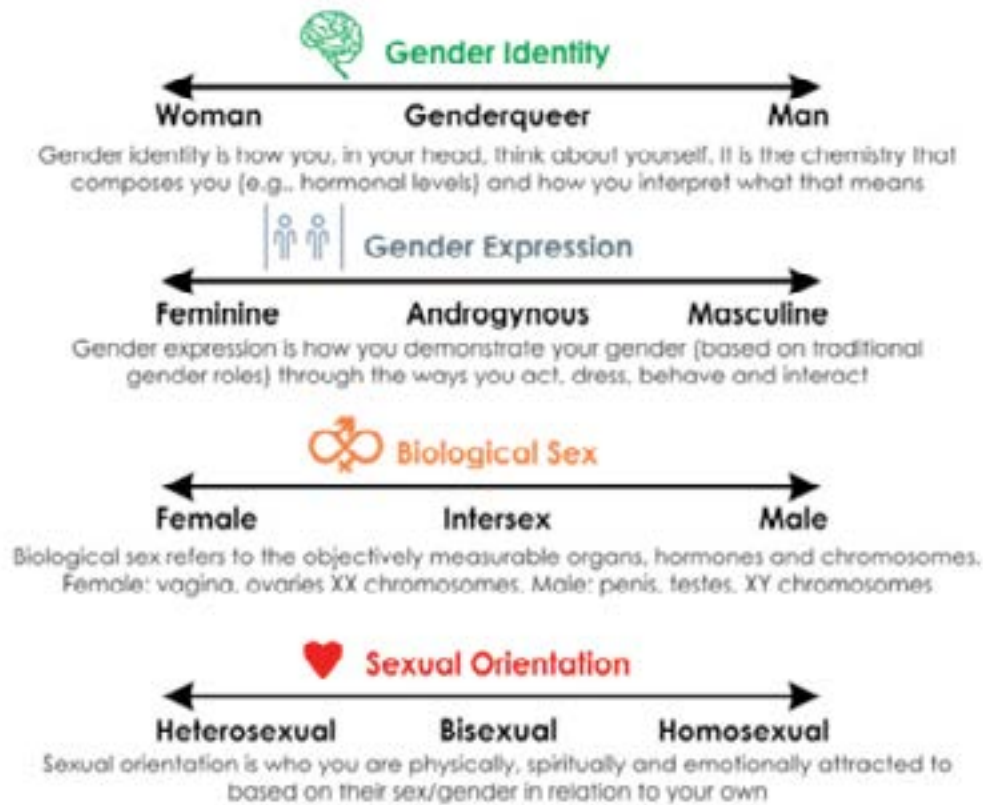 Gender Identity
Woman Genderqueer Man
Gender identity is how you, in your head, think about yourself. It is the chemistry that
composes you (e.g., hormonal levels) and how you interpret what that means
Gender Expression
Feminine Androgynous Masculine
Gender expression is how you demonstrate your gender (based on traditional
gender roles) through the ways you act, dress, behave and interact
Biological Sex
Female Intersex Male
Biological sex refers to the objectively measurable organs, hormones and chromosomes.
Female: vagina, ovaries XX chromosomes. Male: penis, testes, XY chromosomes
Sexual Orientation
Heterosexual Bisexual Homosexual
Sexual orientation is who you are physically, spiritually and emotionally attracted to
based on their sex/gender in relation to your own